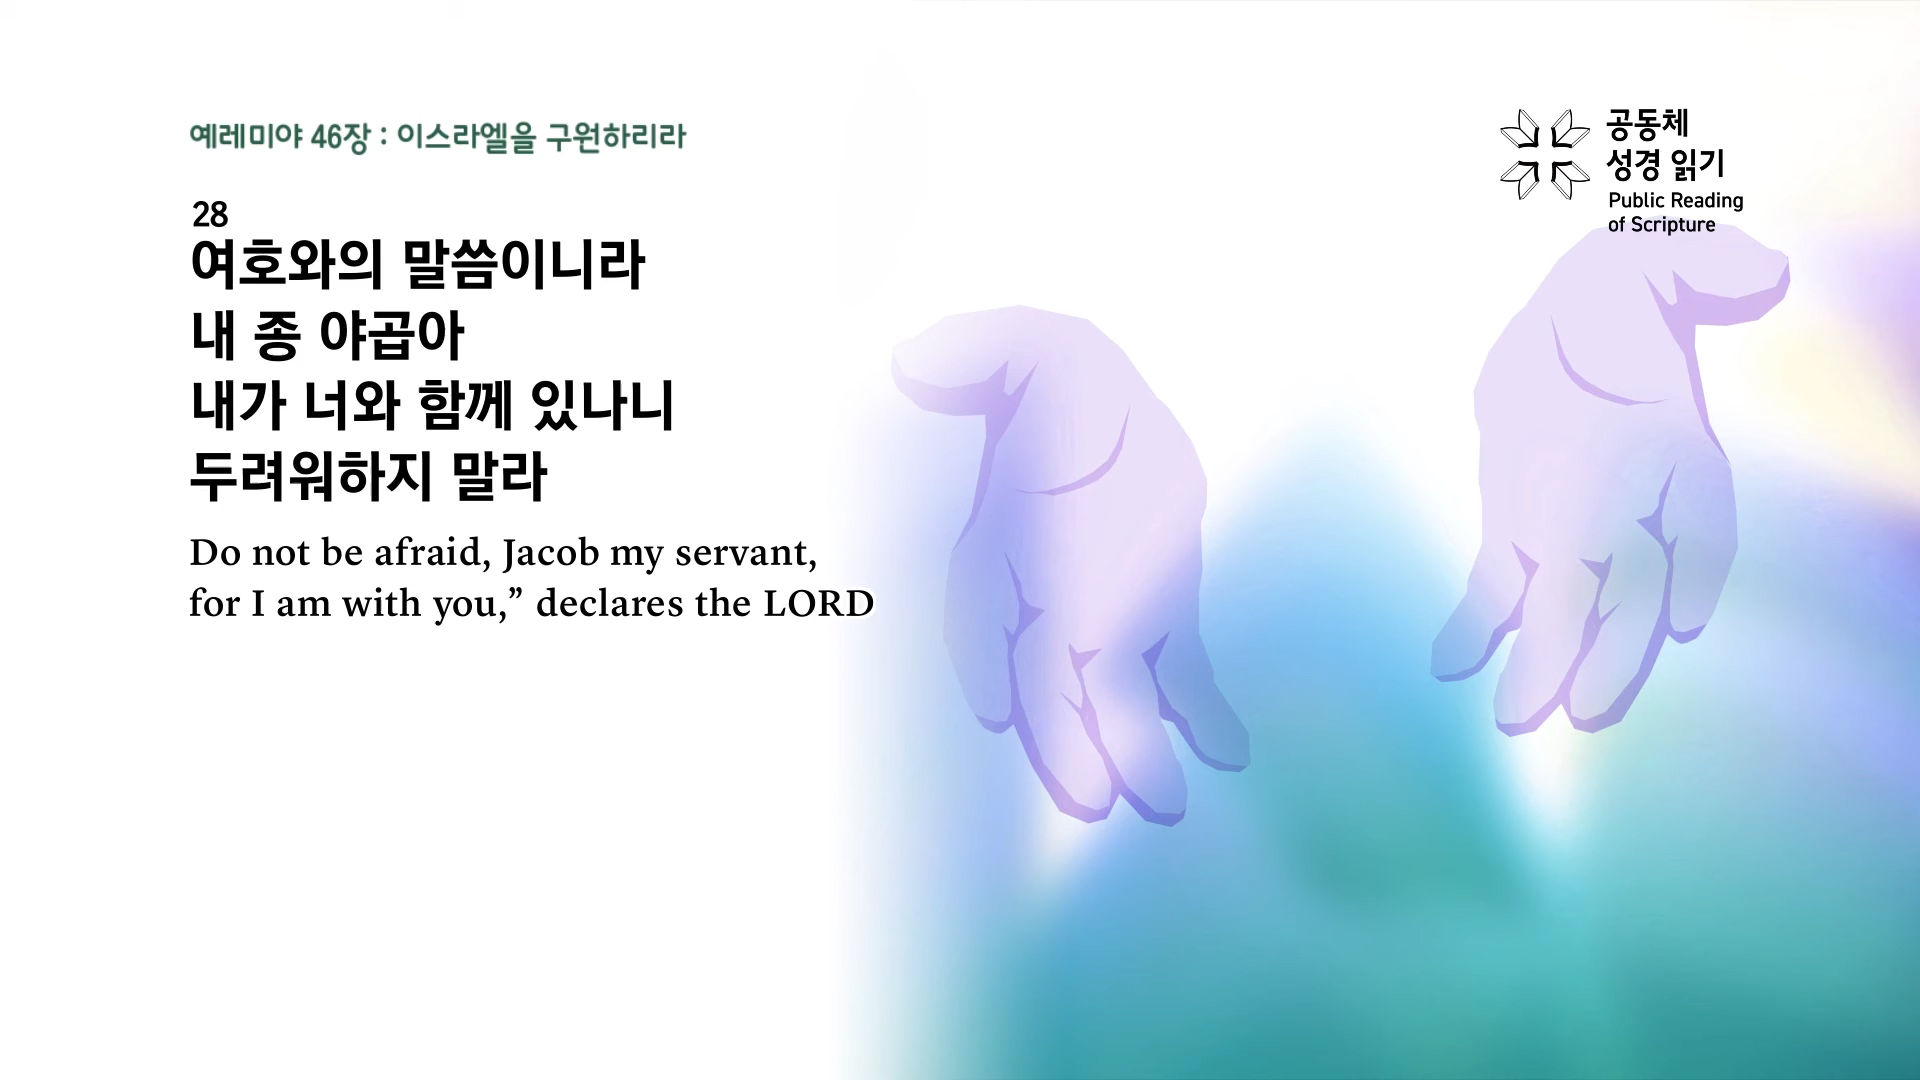 예레미야 46장 : 이스라엘을 구원하리라
28
여호와의 말씀이니라
내 종 야곱아
내가 너와 함께 있나니
두려워하지 말라
Do not be afraid, Jacob my servant,
for I am with you,” declares the LORD
공동체
성경 읽기
Public Reading
of Scripture